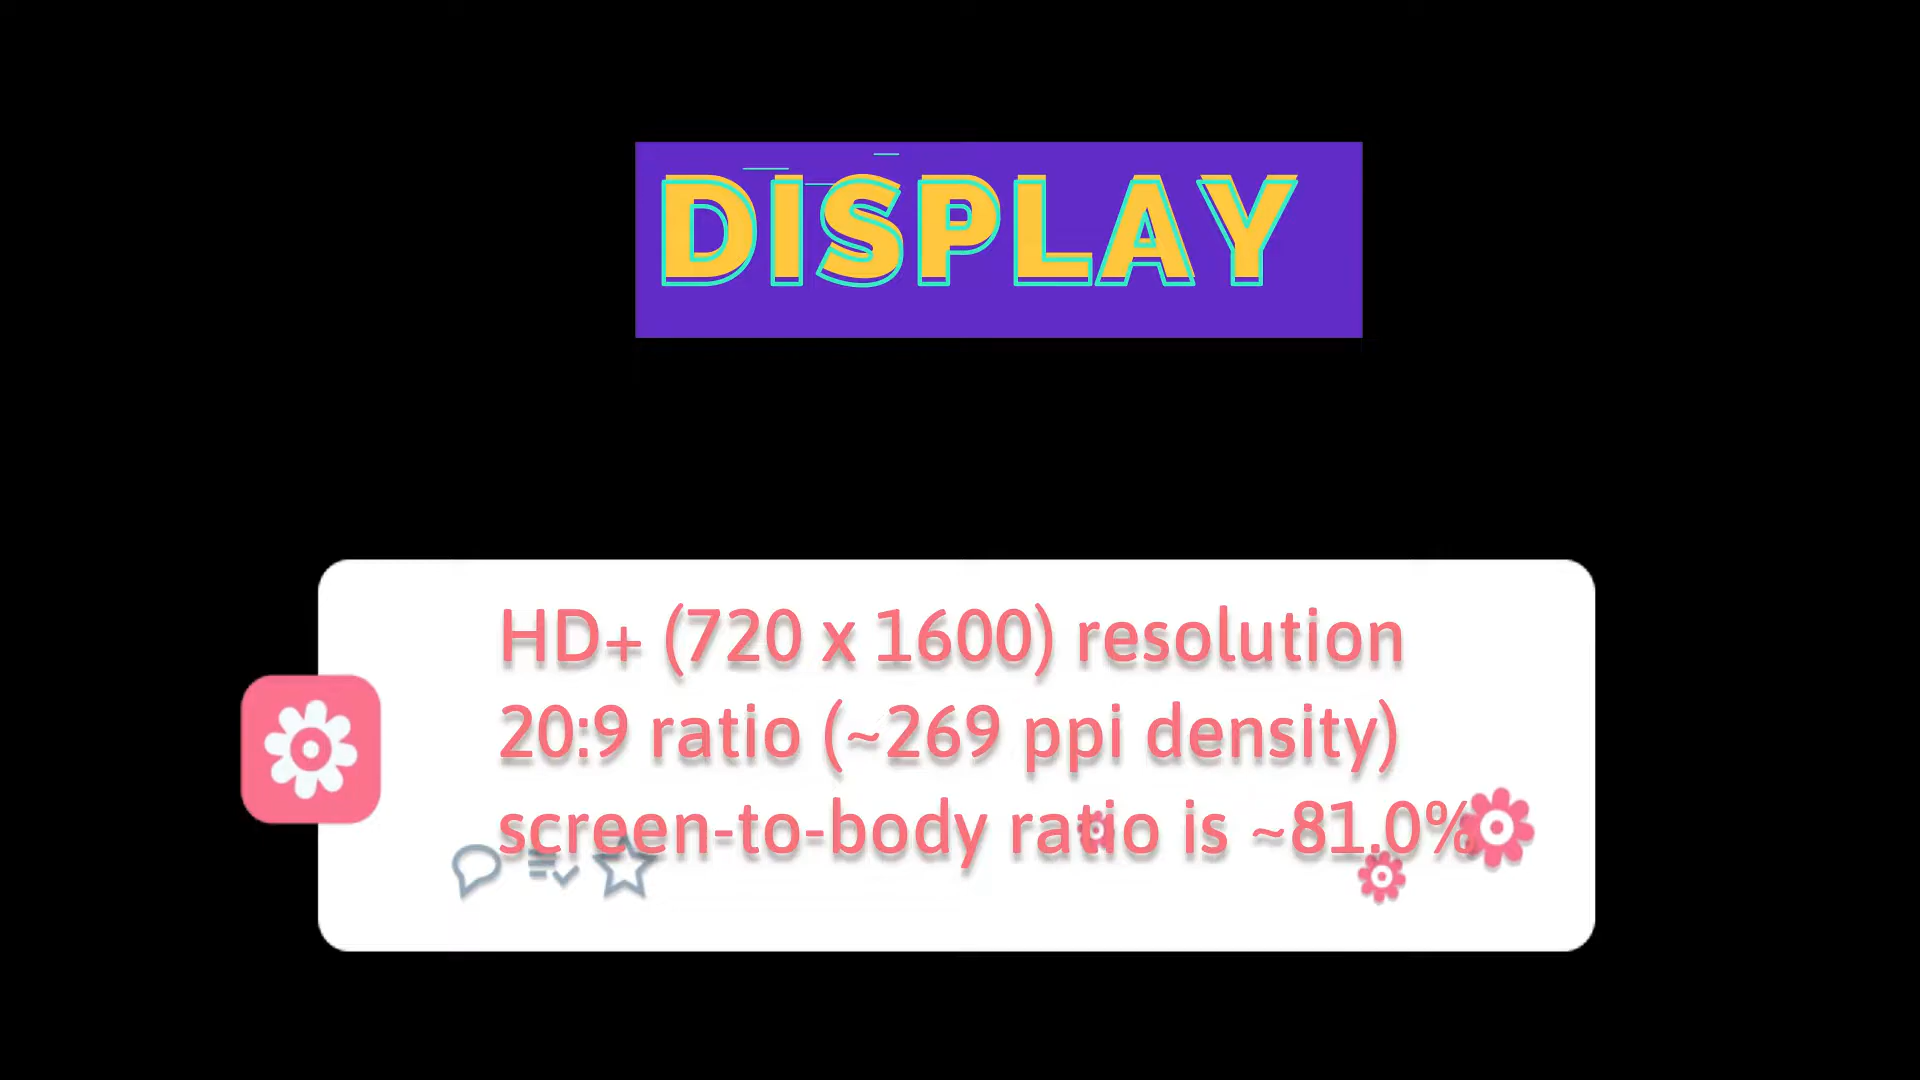 DISPLAY
HD+ (720 x 1600) resolution
20:9 ratio (~269 ppi density)
screen-to-body ratio is ~81.0%